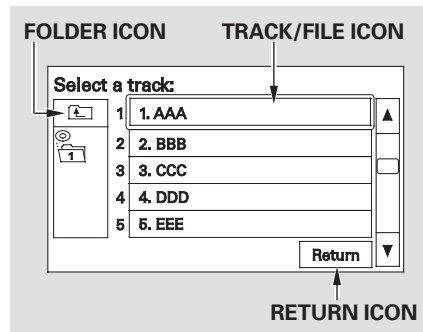 FOLDER ICON TRACK/FILE ICON
Select a track:
1 1. AAA
2 2. BBB
1
3 3. CCC
4 4. DDD
5 5. EEE
Return
RETURN ICON